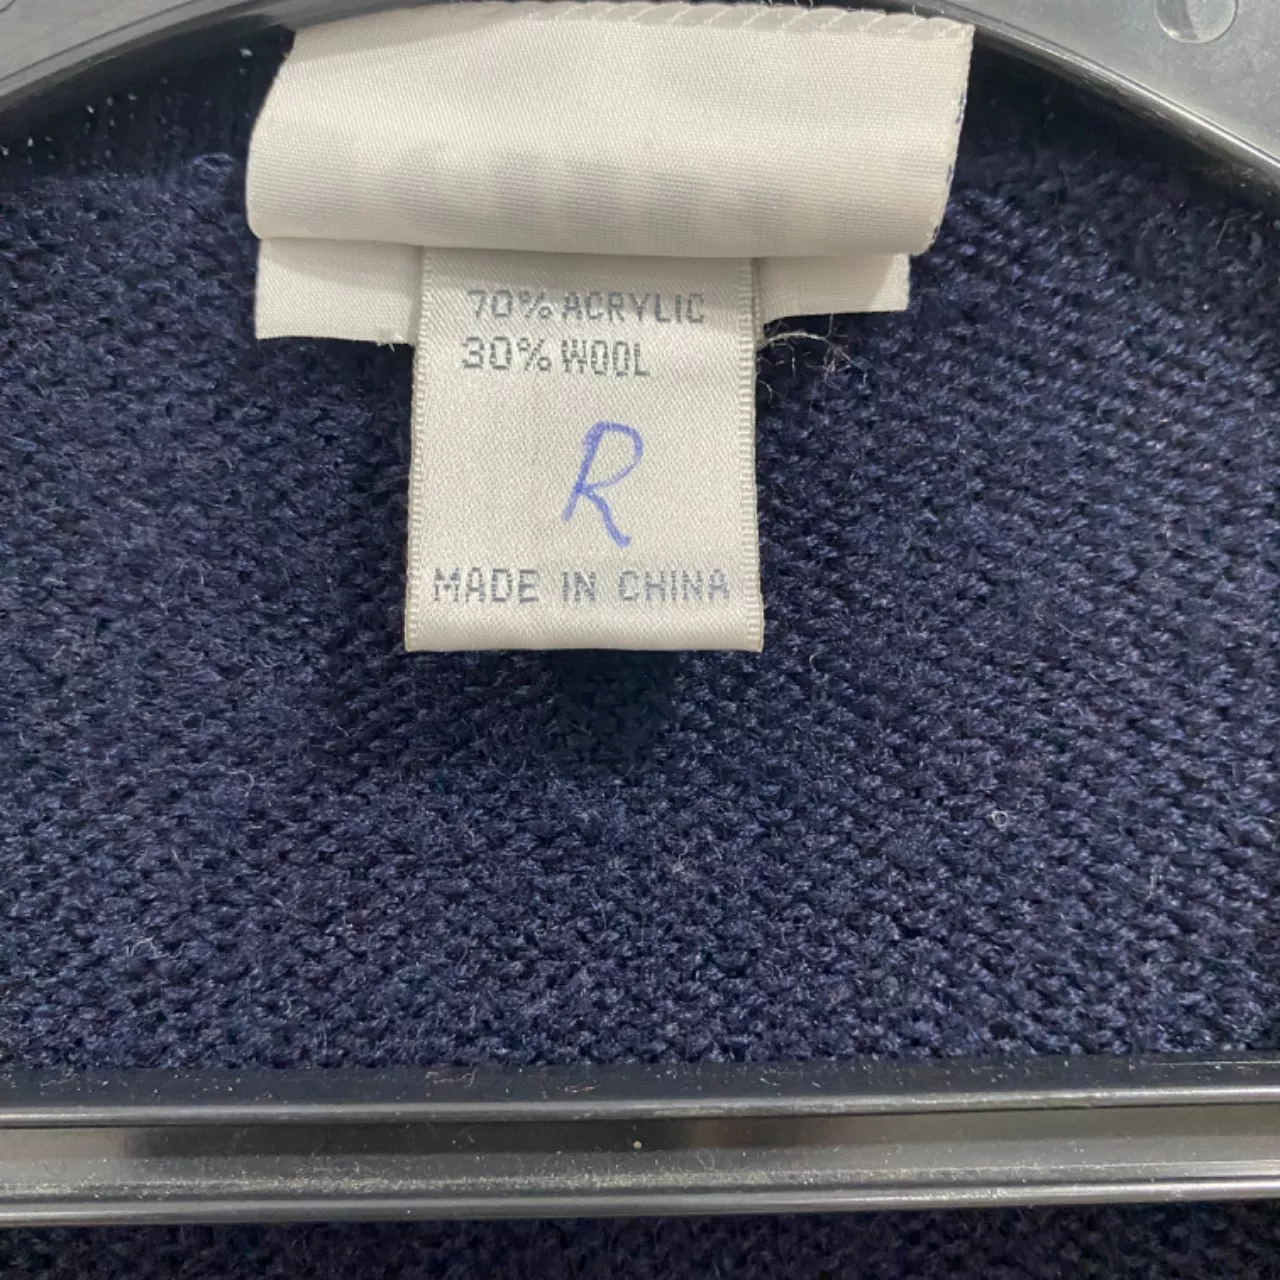 70% ACRYLIC
30% WOOL
R
MADE IN CHINA